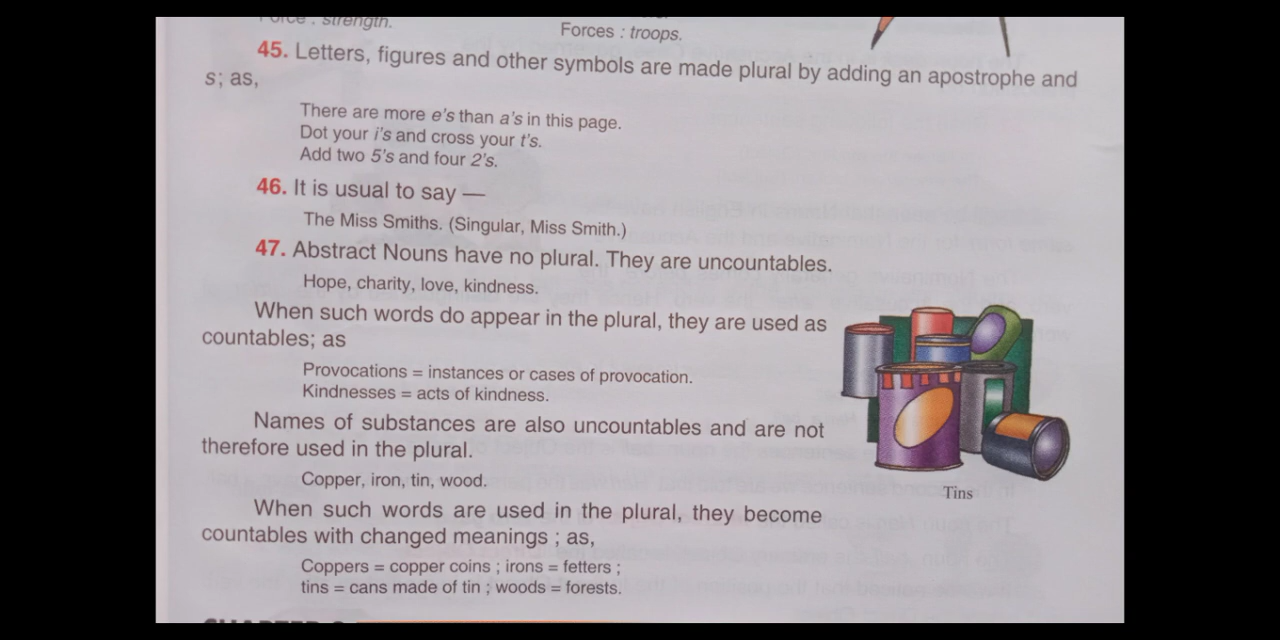 Force : strength.
Forces : troops.
45. Letters, figures and other symbols are made plural by adding an apostrophe and
s; as,
There are more e's than a's in this page.
Dot your i's and cross your t's.
Add two 5's and four 2's.
46. It is usual to say —
The Miss Smiths. (Singular, Miss Smith.)
47. Abstract Nouns have no plural. They are uncountables.
Hope, charity, love, kindness.
When such words do appear in the plural, they are used as
countables; as
Provocations = instances or cases of provocation.
Kindnesses = acts of kindness.
Names of substances are also uncountables and are not
therefore used in the plural.
Copper, iron, tin, wood.
Tins
When such words are used in the plural, they become
countables with changed meanings ; as,
Coppers = copper coins ; irons = fetters ;
tins = cans made of tin ; woods = forests.